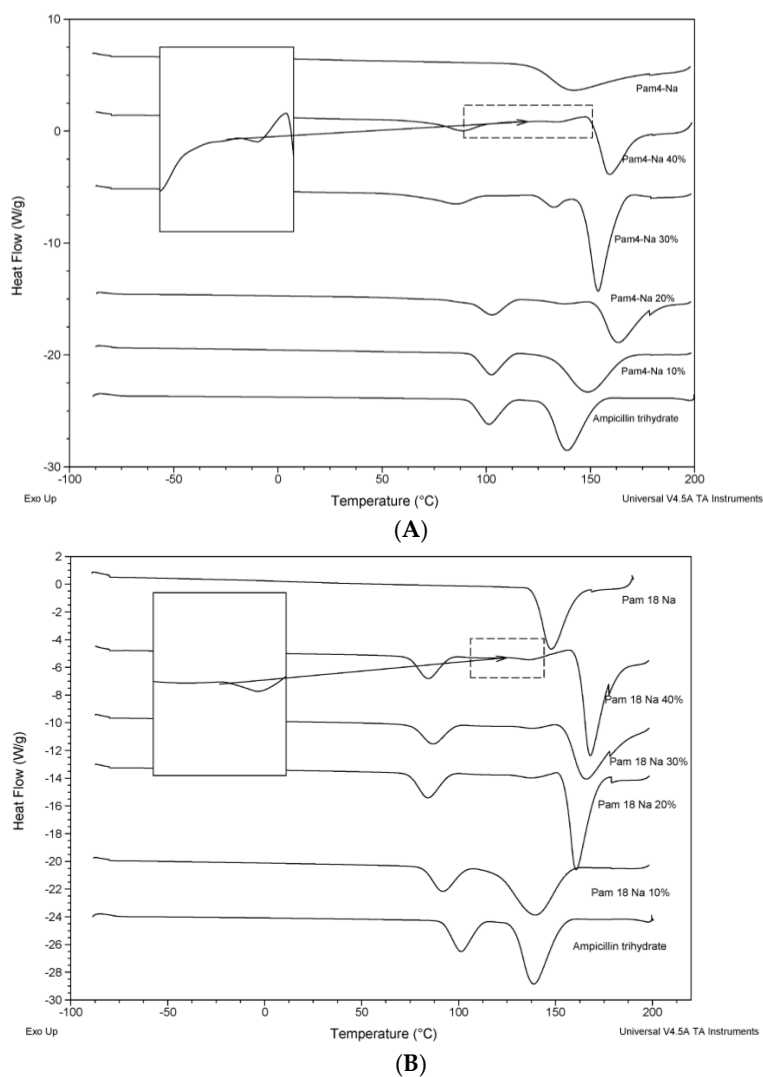 10
0
-10
-20
-30
Heat Flow (W/g)
Pam4-Na
Pam4-Na 40%
Pam4-Na 30%
Pam4-Na 20%
Pam4-Na 10%
Ampicillin trihydrate
-100 -50 0 50 100 150 200
Exo Up Temperature (°C) Universal V4.5A TA Instruments
(A)
2
0
-2
-4
-6
-8
-10
-12
-14
-16
-18
-20
-22
-24
-26
-28
-30
Heat Flow (W/g)
Pam 18 Na
Pam 18 Na 40%
Pam 18 Na 30%
Pam 18 Na 20%
Pam 18 Na 10%
Ampicillin trihydrate
-100 -50 0 50 100 150 200
Exo Up Temperature (°C) Universal V4.5A TA Instruments
(B)